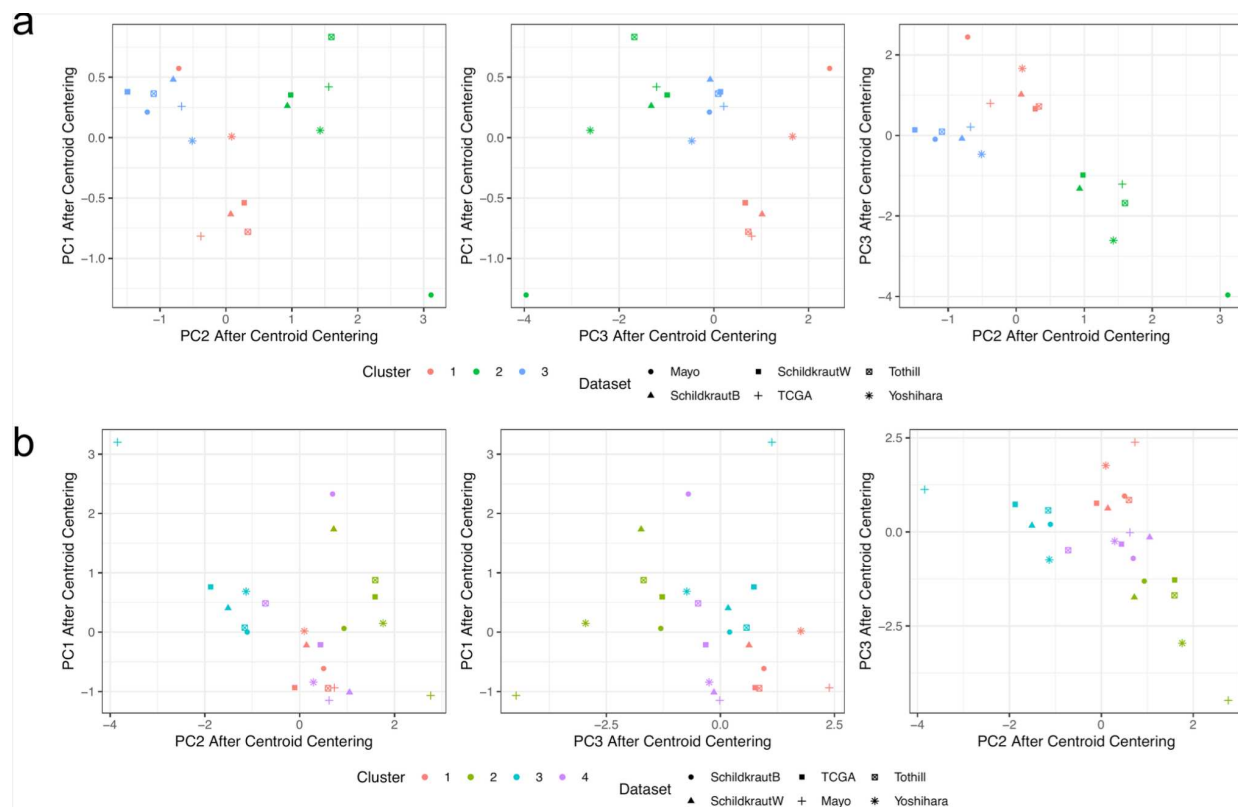 a
PC1 After Centroid Centering
0.5
0.0
−0.5
−1.0
−1 0 1 2 3
PC2 After Centroid Centering
PC1 After Centroid Centering
0.5
0.0
−0.5
−1.0
−4 −2 0 2
PC3 After Centroid Centering
PC3 After Centroid Centering
2
0
−2
−4
−1 0 1 2 3
PC2 After Centroid Centering
Cluster 1 2 3
Dataset Mayo SchildkrautW Tothill
SchildkrautB TCGA Yoshihara
b
PC1 After Centroid Centering
3
2
1
0
−1
−4 −2 0 2
PC2 After Centroid Centering
PC1 After Centroid Centering
3
2
1
0
−1
−2.5 0.0 2.5
PC3 After Centroid Centering
PC3 After Centroid Centering
2.5
0.0
−2.5
−4 −2 0 2
PC2 After Centroid Centering
Cluster 1 2 3 4
Dataset SchildkrautB TCGA Tothill
SchildkrautW Mayo Yoshihara